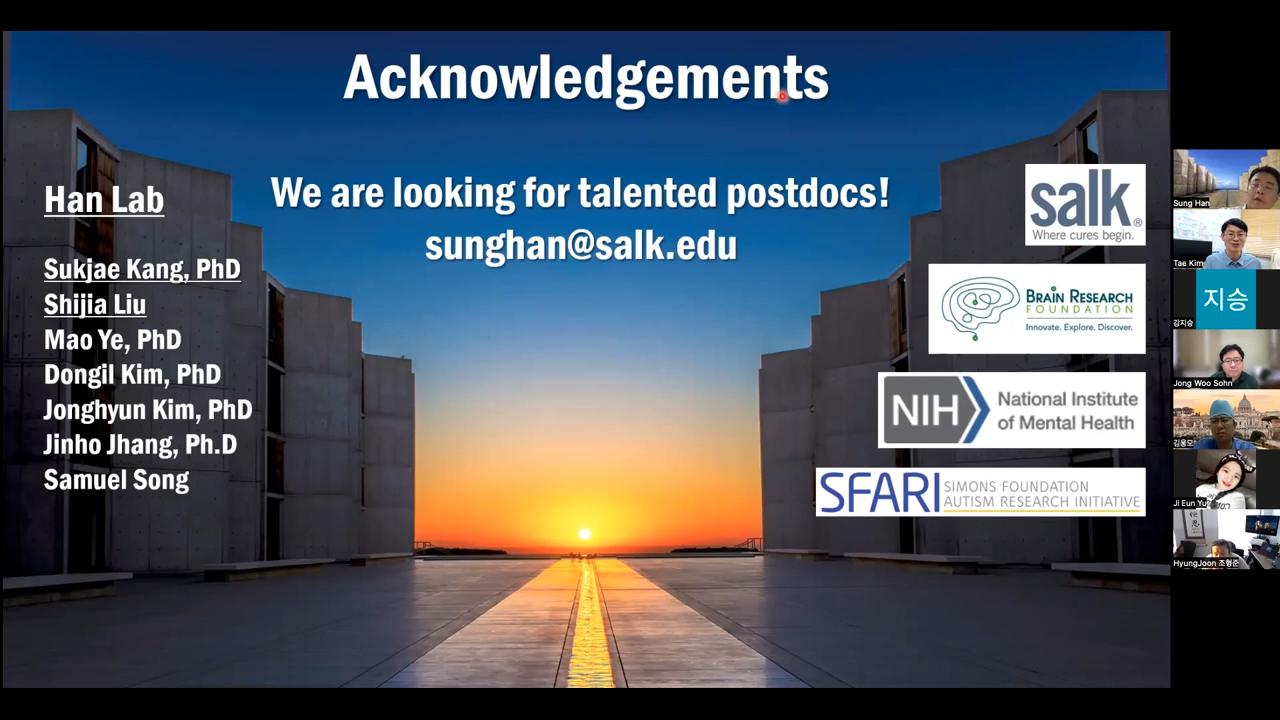 Acknowledgements
We are looking for talented postdocs!
sunghan@salk.edu
Han Lab
Sukjae Kang, PhD
Shijia Liu
Mao Ye, PhD
Dongil Kim, PhD
Jonghyun Kim, PhD
Jinho Jhang, Ph.D
Samuel Song
salk®
Where cures begin.
BRAIN RESEARCH
FOUNDATION
Innovate. Explore. Discover.
NIH
National Institute
of Mental Health
SFARI
SIMONS FOUNDATION
AUTISM RESEARCH INITIATIVE
Sung Han
Tae Kim
지승
강지승
Jong Woo Sohn
Ji Eun Yu
HyungJoon 조형준